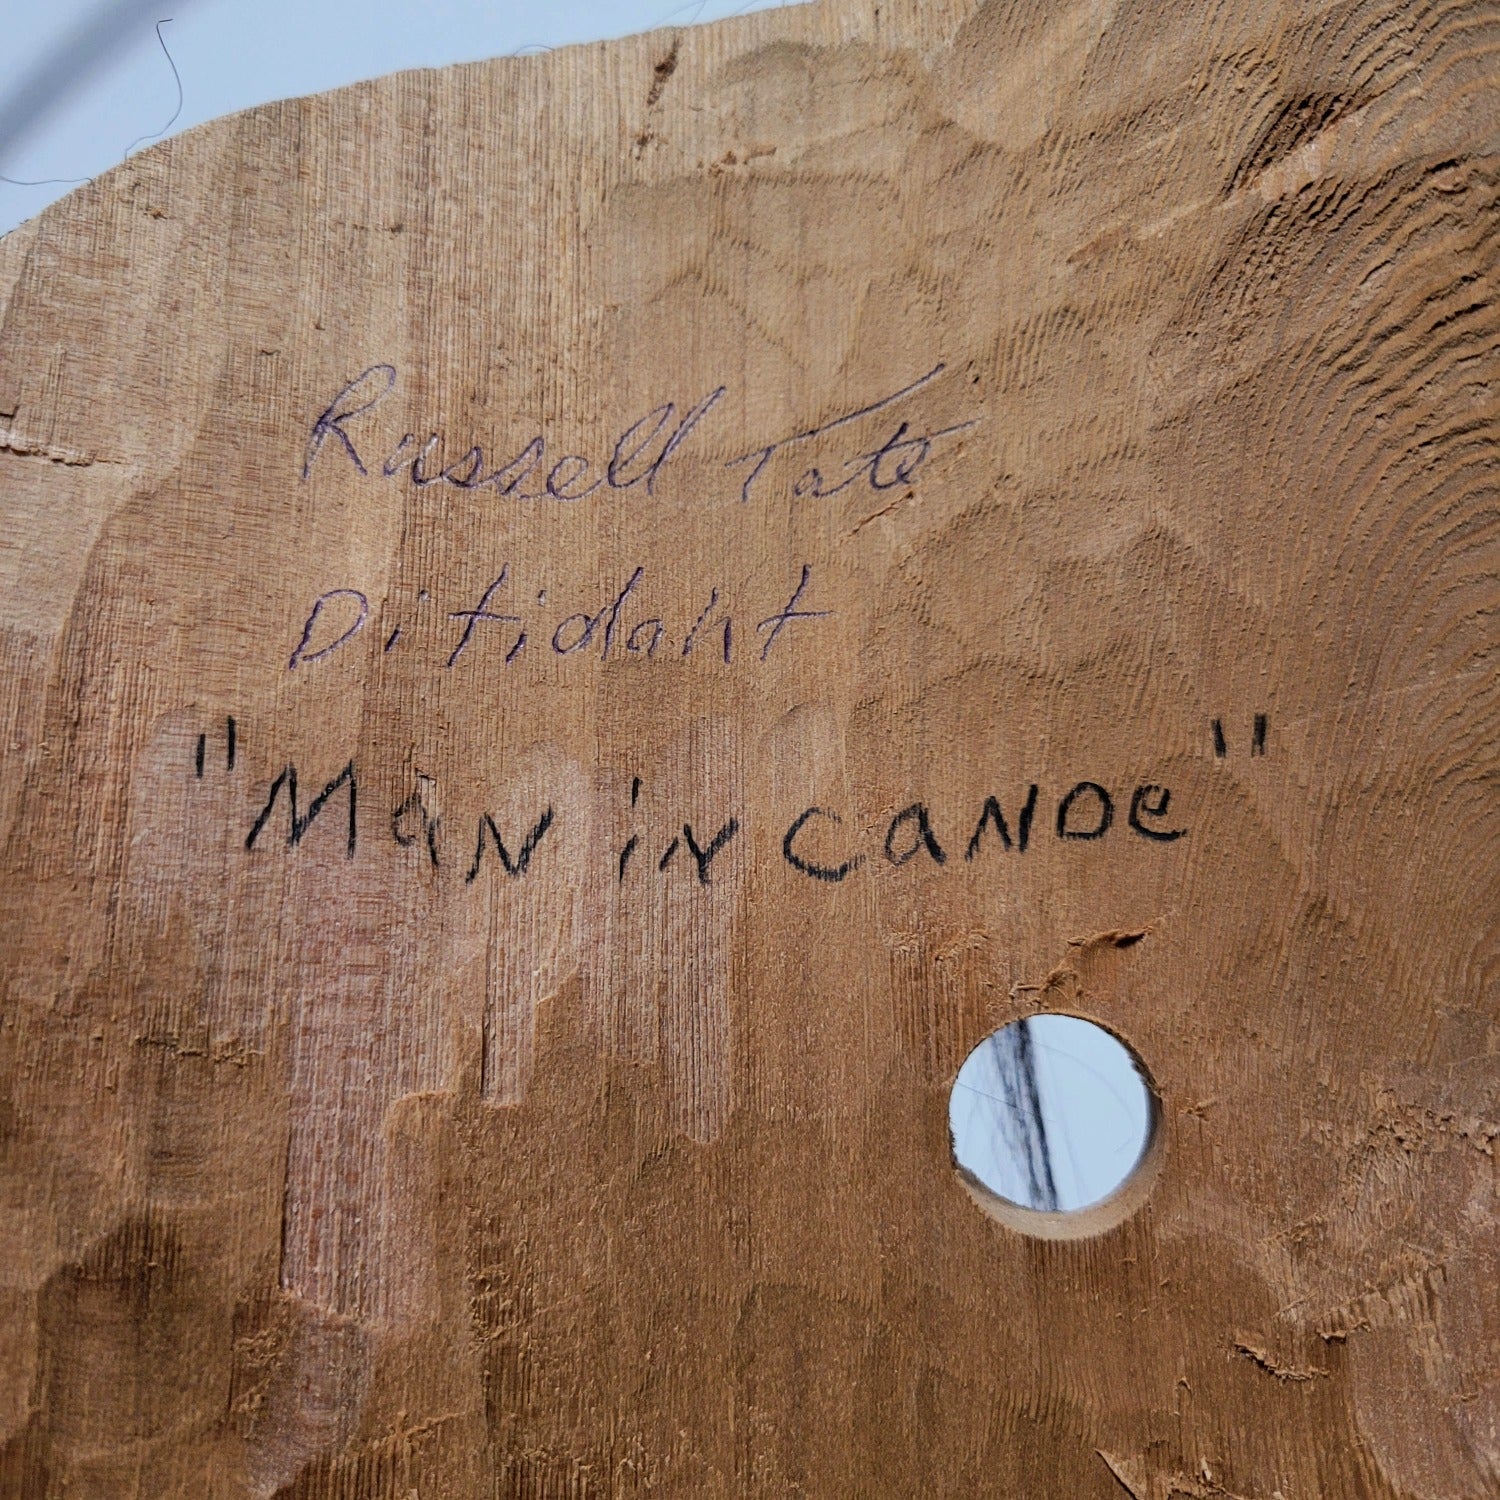 Russell Tate
Ditidaht
"MaN iN CaNOe"